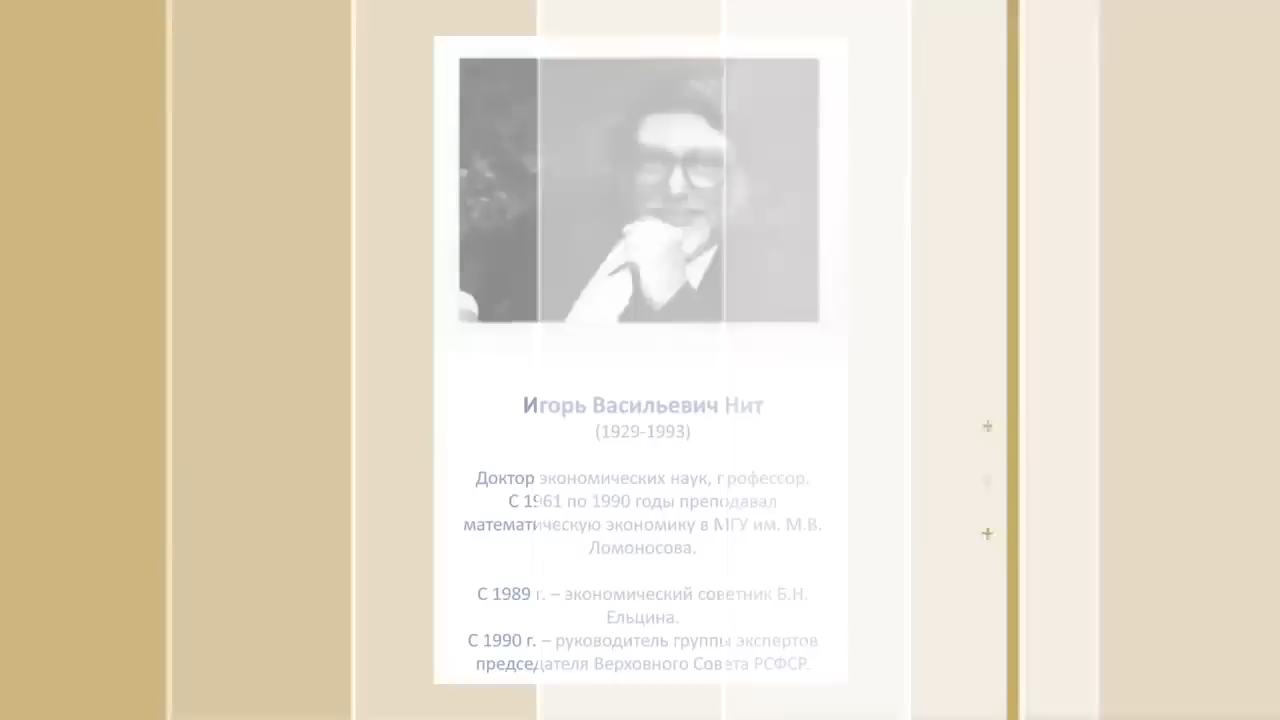 Игорь Васильевич Нит
(1929-1993)
Доктор экономических наук, профессор.
С 1961 по 1990 годы преподавал
математическую экономику в МГУ им. М.В.
Ломоносова.
С 1989 г. – экономический советник Б.Н.
Ельцина.
С 1990 г. – руководитель группы экспертов
председателя Верховного Совета РСФСР.